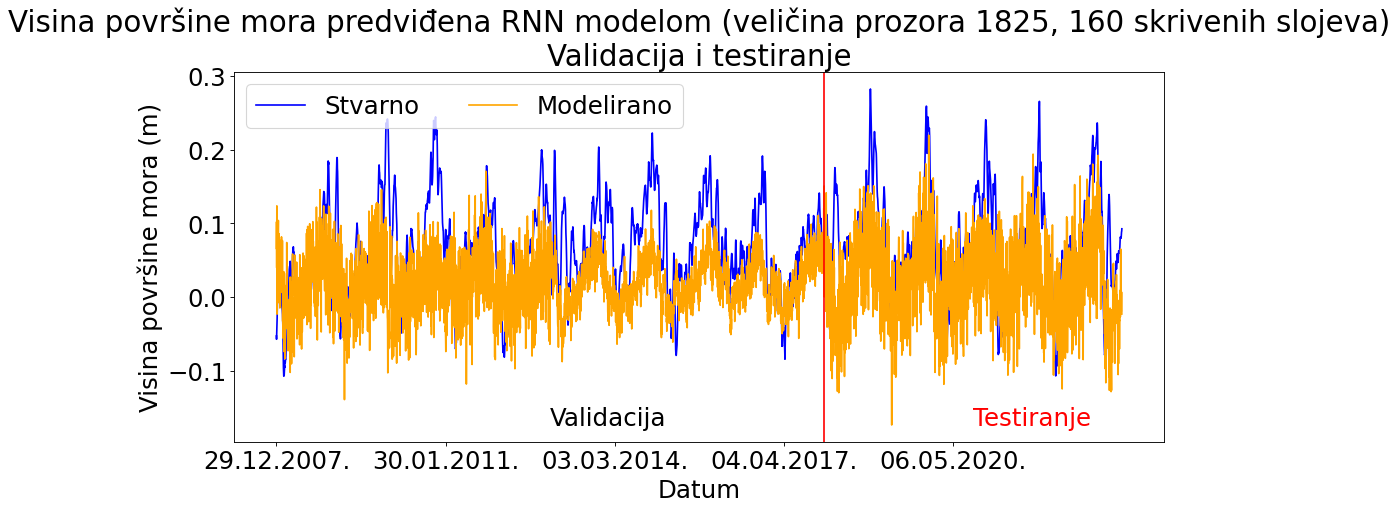 Visina površine mora predviđena RNN modelom (veličina prozora 1825, 160 skrivenih slojeva)
Validacija i testiranje
Stvarno
Modelirano
Visina površine mora (m)
0.3
0.2
0.1
0.0
−0.1
Validacija
Testiranje
29.12.2007.
30.01.2011.
03.03.2014.
04.04.2017.
06.05.2020.
Datum